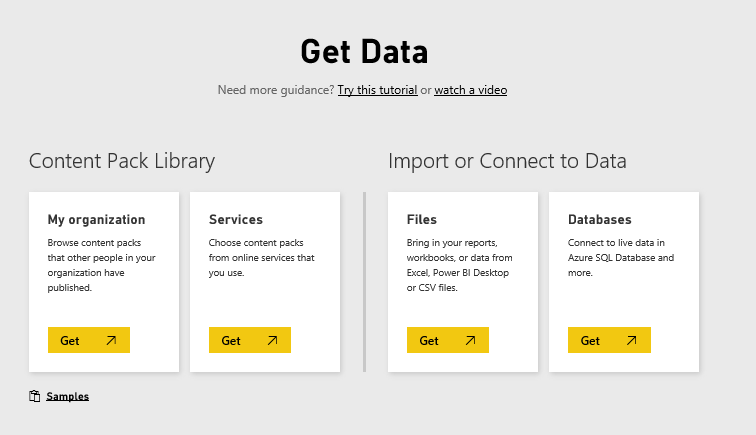 Get Data
Need more guidance? Try this tutorial or watch a video
Content Pack Library
Import or Connect to Data
My organization
Browse content packs
that other people in your
organization have
published.
Get
Services
Choose content packs
from online services that
you use.
Get
Files
Bring in your reports,
workbooks, or data from
Excel, Power BI Desktop
or CSV files.
Get
Databases
Connect to live data in
Azure SQL Database and
more.
Get
Samples